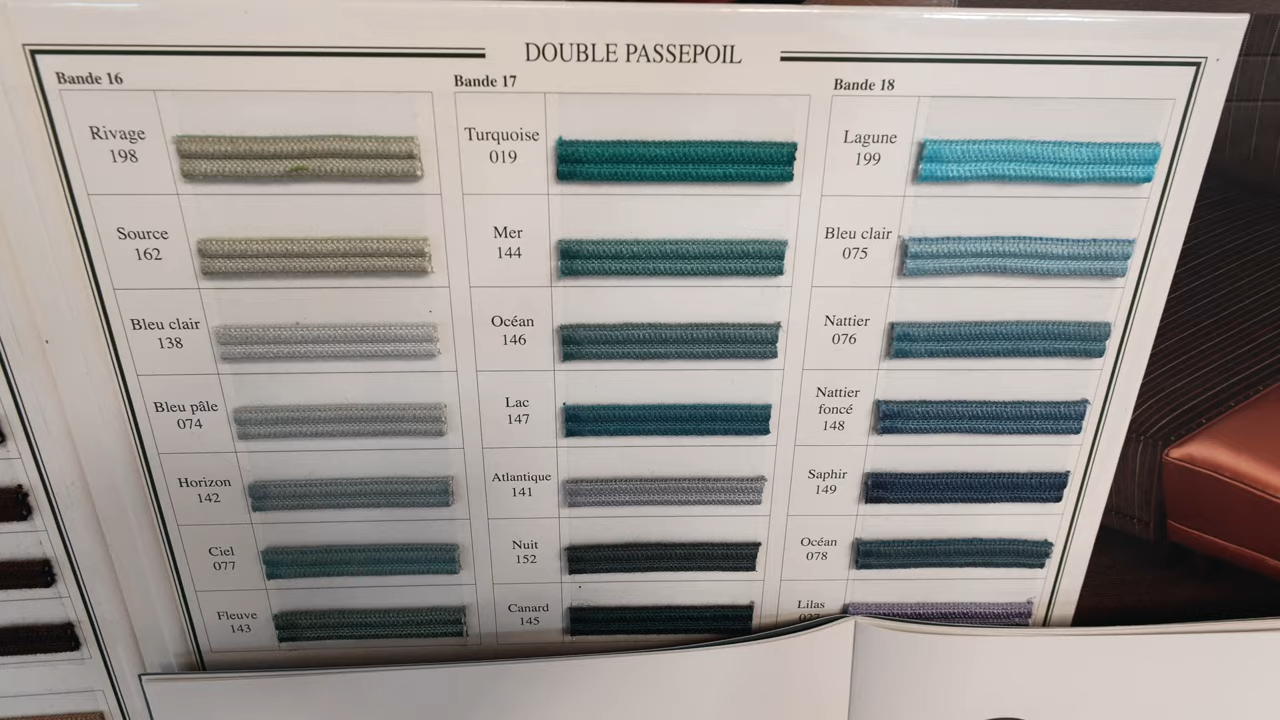 DOUBLE PASSEPOIL
Bande 16
Rivage
198
Source
162
Bleu clair
138
Bleu pâle
074
Horizon
142
Ciel
077
Fleuve
143
Bande 17
Turquoise
019
Mer
144
Océan
146
Lac
147
Atlantique
141
Nuit
152
Canard
145
Bande 18
Lagune
199
Bleu clair
075
Nattier
076
Nattier
foncé
148
Saphir
149
Océan
078
Lilas